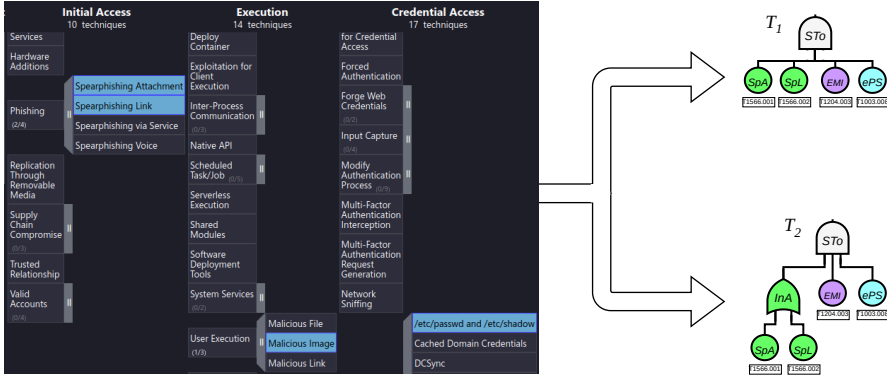 Initial Access
10 techniques
Services
Hardware
Additions
Phishing
(2/4)
Spearphishing Attachment
Spearphishing Link
Spearphishing via Service
Spearphishing Voice
Replication
Through
Removable
Media
Supply
Chain
Compromise
(0/3)
Trusted
Relationship
Valid
Accounts
(0/4)
Execution
14 techniques
Deploy
Container
Exploitation for
Client
Execution
Inter-Process
Communication
(0/3)
Native API
Scheduled
Task/Job (0/5)
Serverless
Execution
Shared
Modules
Software
Deployment
Tools
System Services
(0/2)
User Execution
(1/3)
Malicious File
Malicious Image
Malicious Link
Credential Access
17 techniques
for Credential
Access
Forced
Authentication
Forge Web
Credentials
(0/2)
Input Capture
(0/4)
Modify
Authentication
Process (0/9)
Multi-Factor
Authentication
Interception
Multi-Factor
Authentication
Request
Generation
Network
Sniffing
/etc/passwd and /etc/shadow
Cached Domain Credentials
DCSync
T1
STo
SpA SpL EMI ePS
T1566.001 T1566.002 T1204.003 T1003.008
T2
STo
InA EMI ePS
T1204.003 T1003.008
SpA SpL
T1566.001 T1566.002